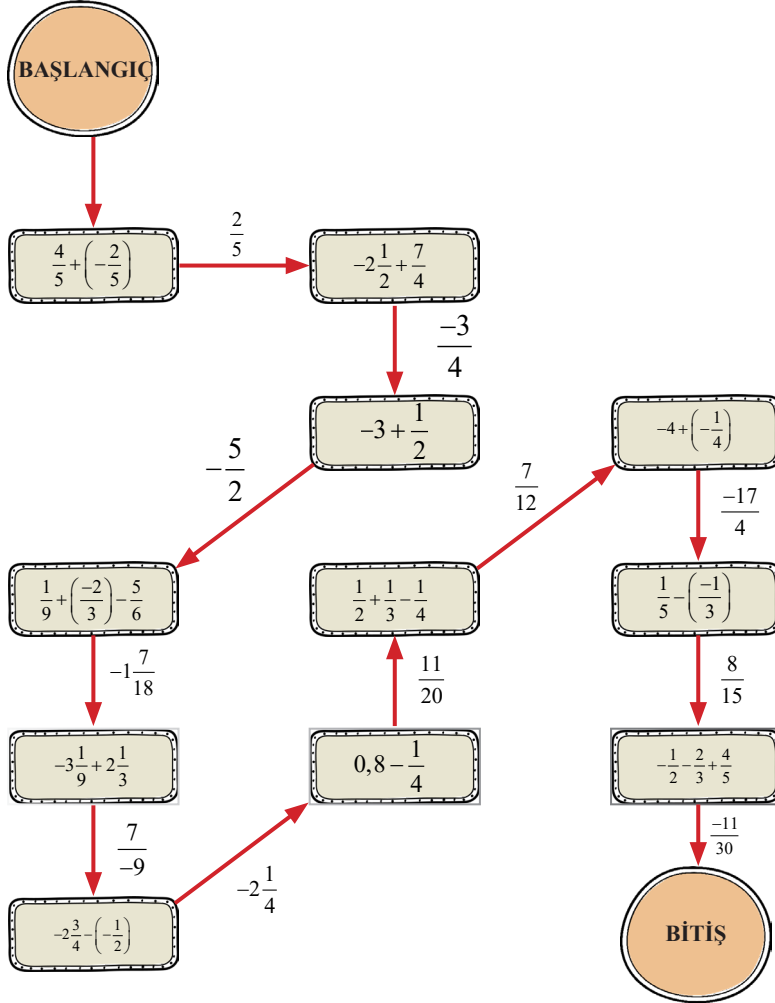 BAŞLANGIÇ
4/5 + (−2/5)
2/5
−2 1/2 + 7/4
−3/4
−3 + 1/2
−5/2
1/9 + (−2/3) − 5/6
−1 7/18
−3 1/9 + 2 1/3
7/−9
−2 3/4 − (−1/2)
−2 1/4
0,8 − 1/4
11/20
1/2 + 1/3 − 1/4
7/12
−4 + (−1/4)
−17/4
1/5 − (−1/3)
8/15
−1/2 − 2/3 + 4/5
−11/30
BİTİŞ